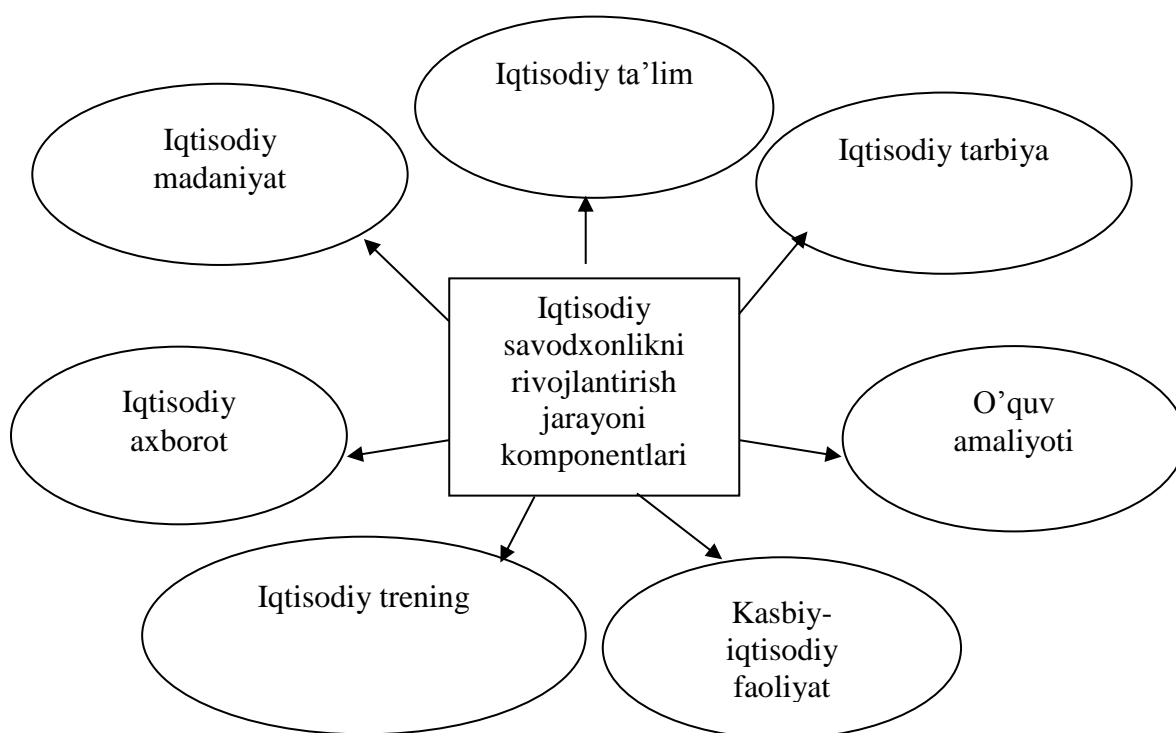 Iqtisodiy ta’lim
Iqtisodiy
madaniyat
Iqtisodiy tarbiya
Iqtisodiy
savodxonlikni
rivojlantirish
jarayoni
komponentlari
Iqtisodiy
axborot
O’quv
amaliyoti
Iqtisodiy trening
Kasbiy-
iqtisodiy
faoliyat